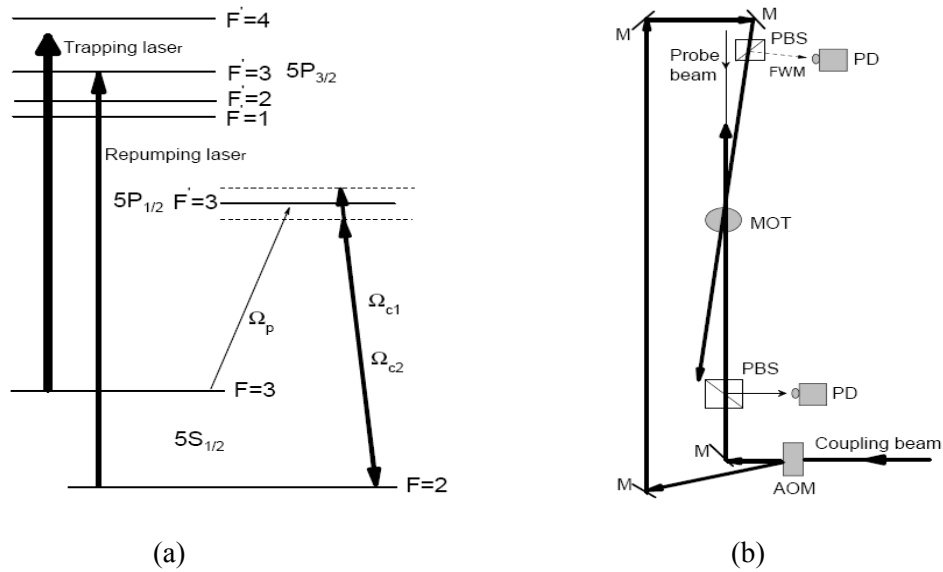 F'=4
Trapping laser
F'=3 5P3/2
F'=2
F'=1
Repumping laser
5P1/2 F'=3
Ωp
Ωc1
Ωc2
F=3
5S1/2
F=2
(a)
M
M
PBS
Probe
beam
FWM
PD
MOT
PBS
PD
M
Coupling beam
M
AOM
(b)